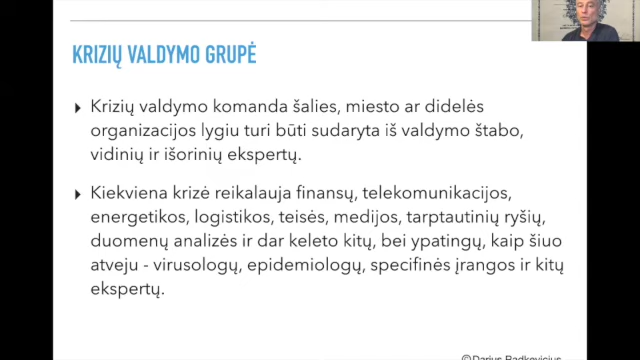 KRIZIŲ VALDYMO GRUPĖ
Krizių valdymo komanda šalies, miesto ar didelės
organizacijos lygiu turi būti sudaryta iš valdymo štabo,
vidinių ir išorinių ekspertų.
Kiekviena krizė reikalauja finansų, telekomunikacijos,
energetikos, logistikos, teisės, medijos, tarptautinių ryšių,
duomenų analizės ir dar keleto kitų, bei ypatingų, kaip šiuo
atveju - virusologų, epidemiologų, specifinės įrangos ir kitų
ekspertų.
©Darius Radkevicius